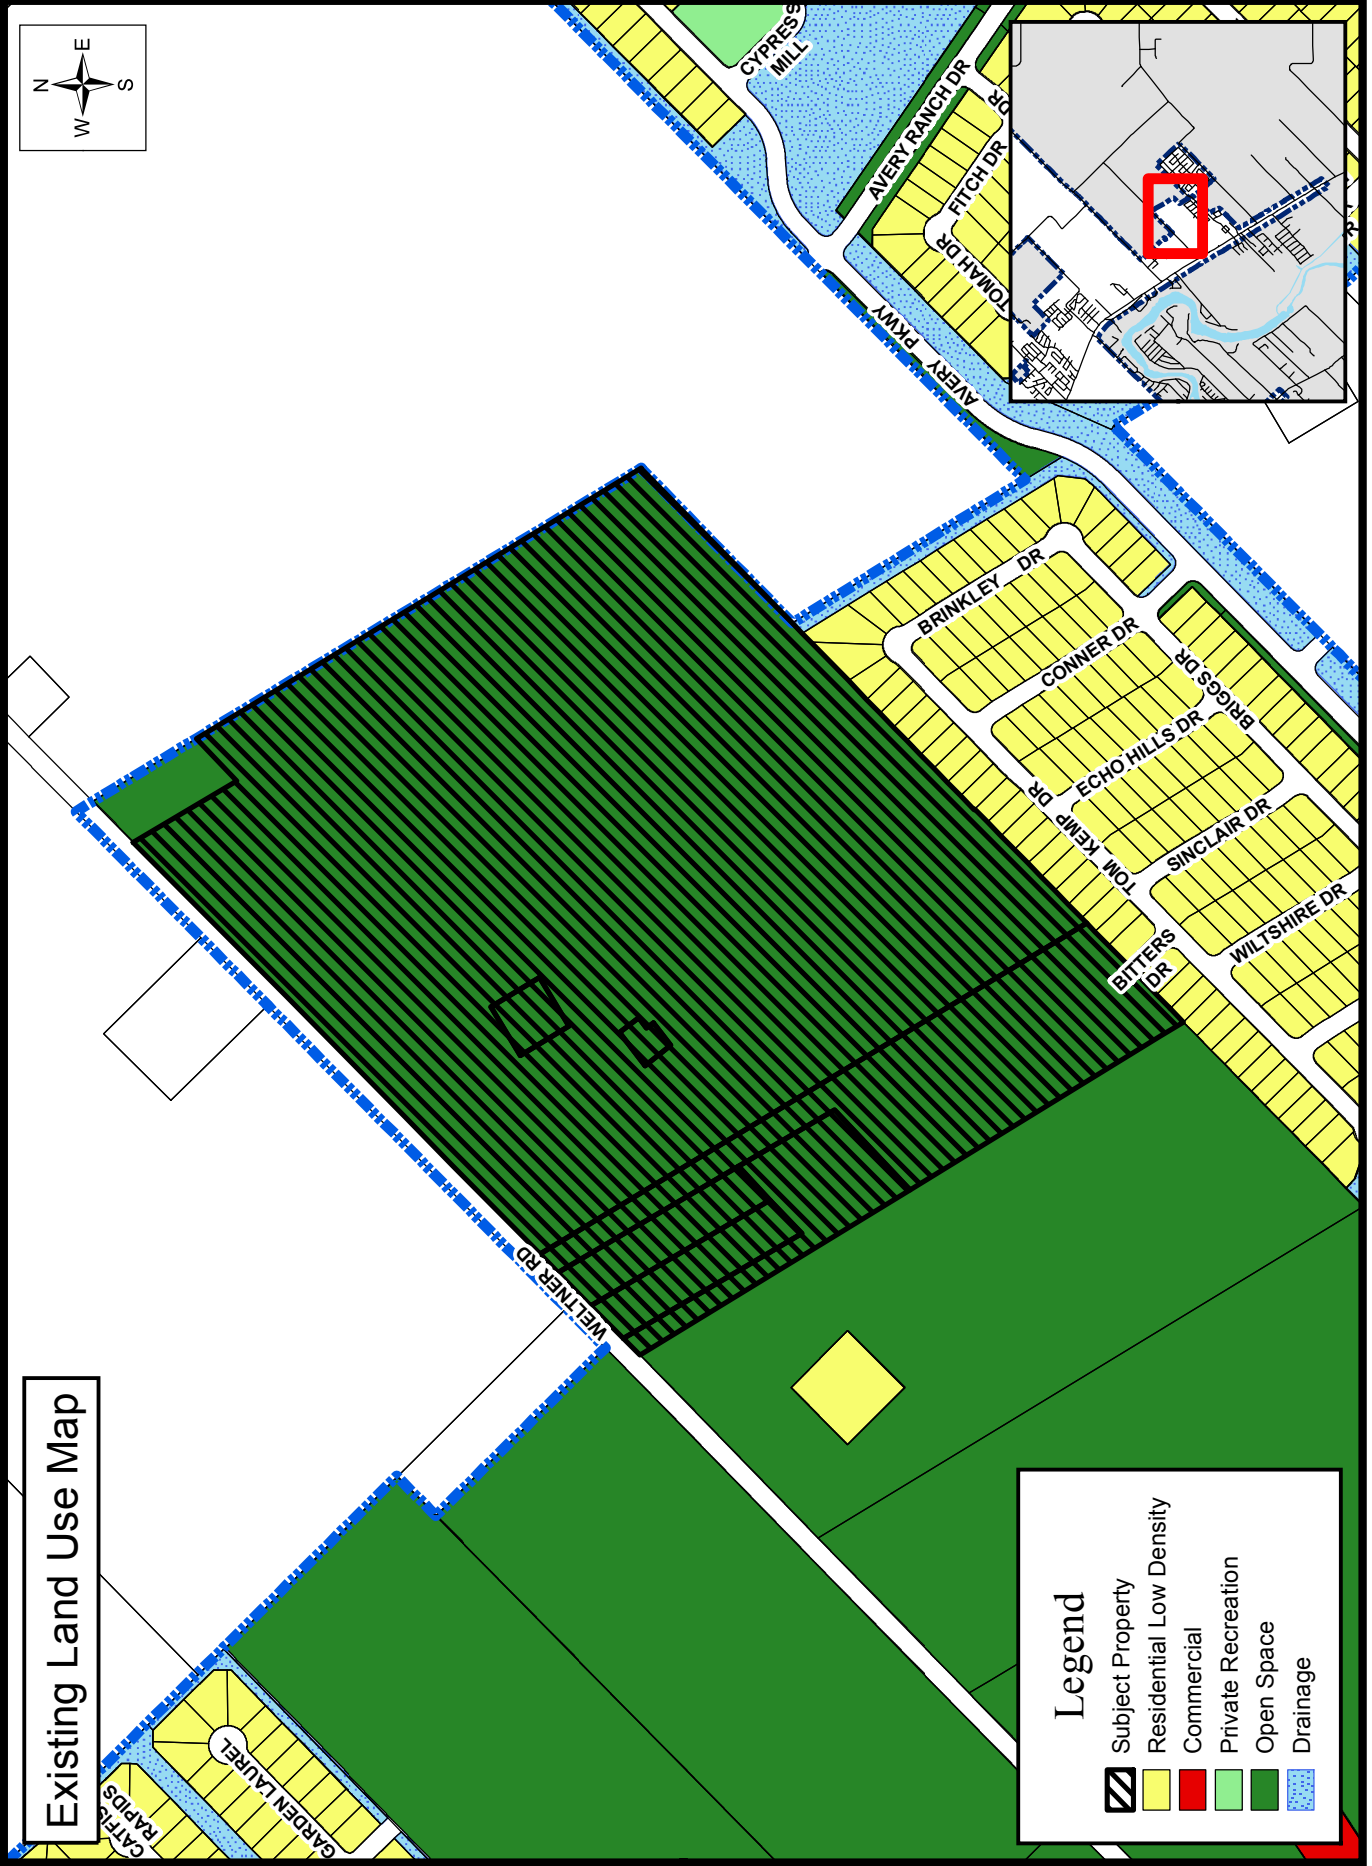 Existing Land Use Map
N
W
E
S
CATFIS
RAPIDS
GARDEN LAUREL
WELTNER RD
CYPRESS
MILL
AVERY RANCH DR
DR
FITCH DR
TOMAH DR
AVERY PKWY
BRINKLEY DR
CONNER DR
BRIGGS DR
ECHO HILLS DR
TOM KEMP DR
SINCLAIR DR
WILTSHIRE DR
BITTERS
DR
Legend
Subject Property
Residential Low Density
Commercial
Private Recreation
Open Space
Drainage